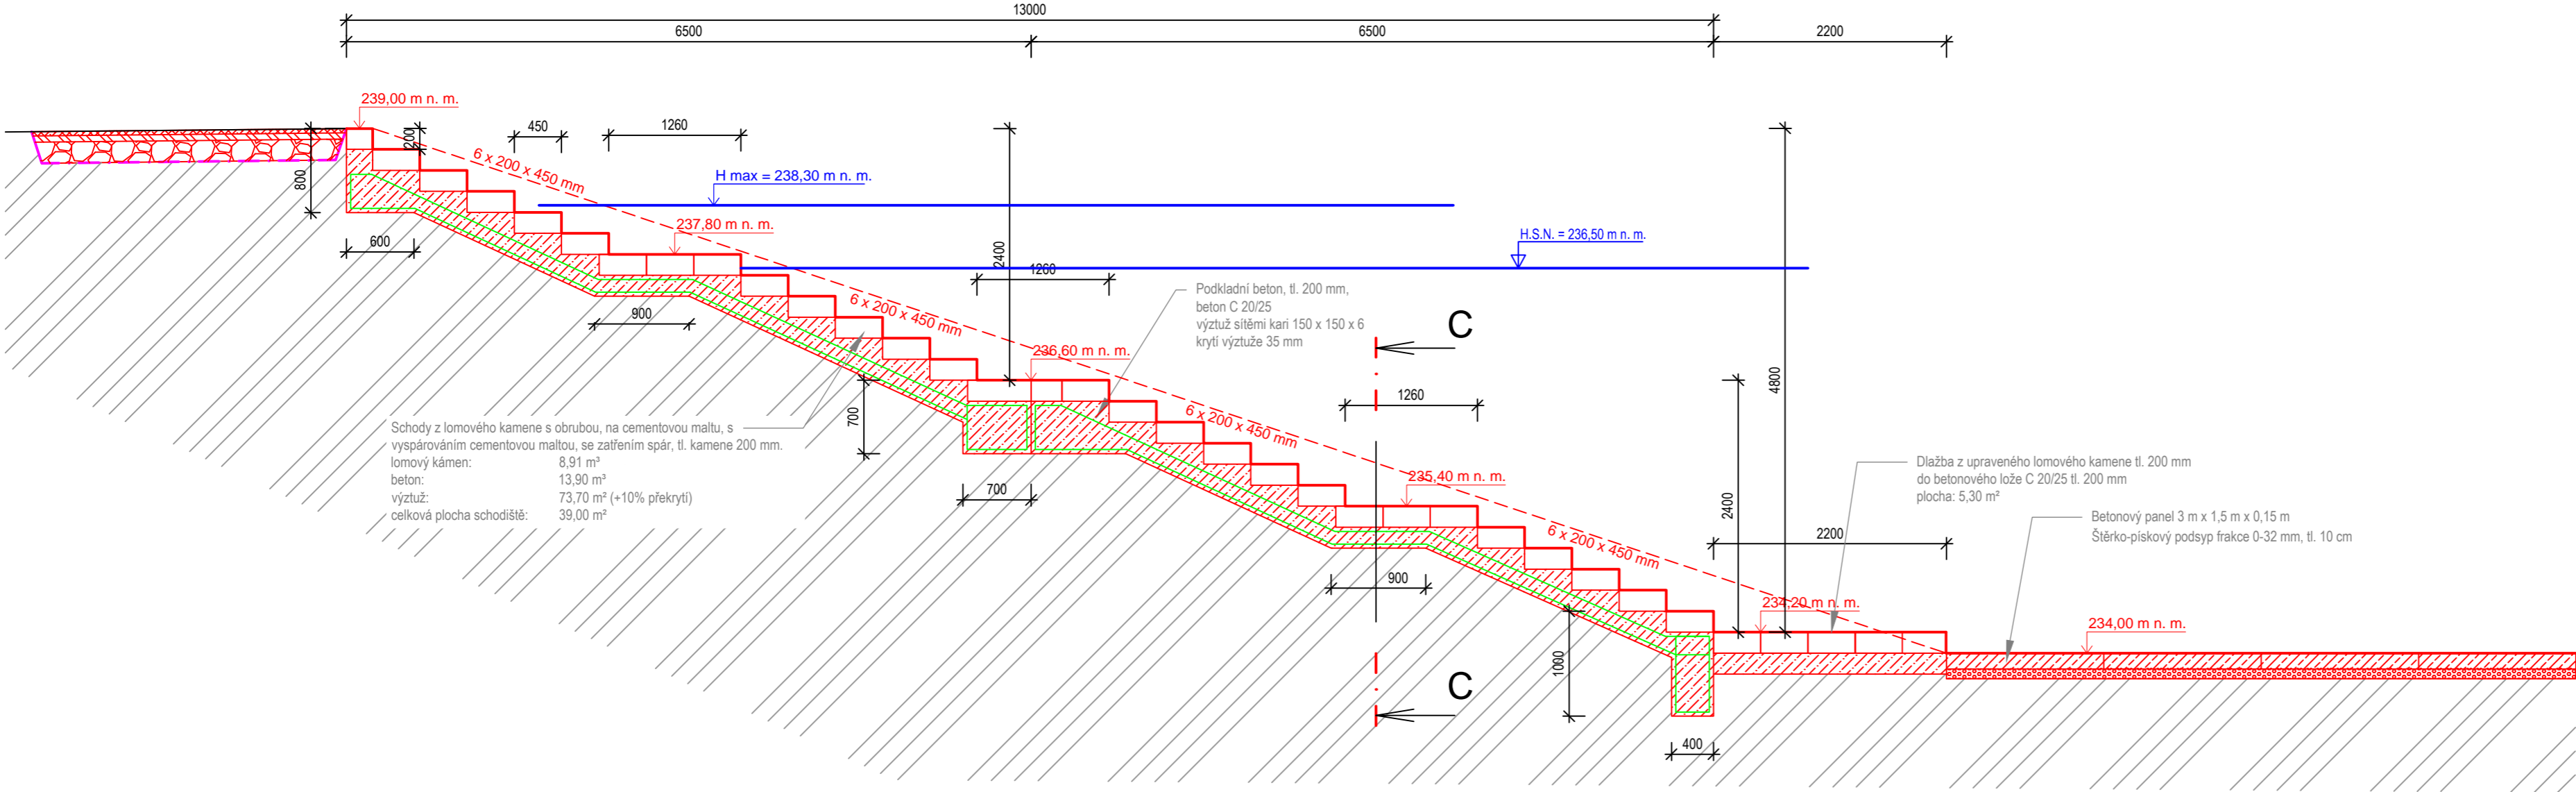 13000
6500
6500
2200
239,00 m n. m.
200
450
1260
800
6 x 200 x 450 mm
H max = 238,30 m n. m.
237,80 m n. m.
H.S.N. = 236,50 m n. m.
600
2400
1260
900
6 x 200 x 450 mm
Podkladní beton, tl. 200 mm,
beton C 20/25
výztuž sítěmi kari 150 x 150 x 6
krytí výztuže 35 mm
C
236,60 m n. m.
4800
700
1260
2400
6 x 200 x 450 mm
Schody z lomového kamene s obrubou, na cementovou maltu, s
vyspárováním cementovou maltou, se zatřením spár, tl. kamene 200 mm.
lomový kámen: 8,91 m³
beton: 13,90 m³
výztuž: 73,70 m² (+10% překrytí)
celková plocha schodiště: 39,00 m²
700
235,40 m n. m.
Dlažba z upraveného lomového kamene tl. 200 mm
do betonového lože C 20/25 tl. 200 mm
plocha: 5,30 m²
Betonový panel 3 m x 1,5 m x 0,15 m
Štěrko-pískový podsyp frakce 0-32 mm, tl. 10 cm
6 x 200 x 450 mm
2200
900
234,20 m n. m.
234,00 m n. m.
1000
C
400